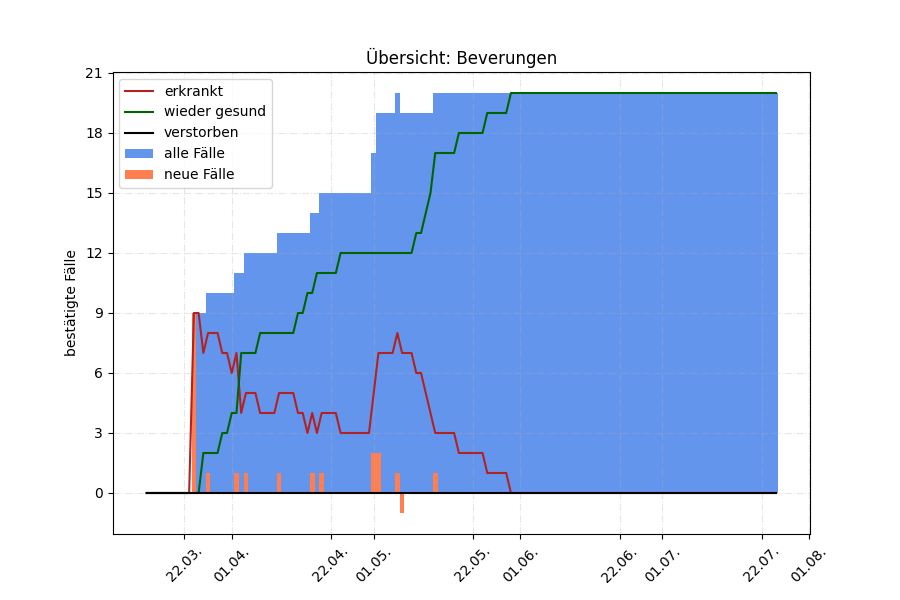 Übersicht: Beverungen
bestätigte Fälle
21
18
15
12
9
6
3
0
erkrankt
wieder gesund
verstorben
alle Fälle
neue Fälle
22.03.
01.04.
22.04.
01.05.
22.05.
01.06.
22.06.
01.07.
22.07.
01.08.